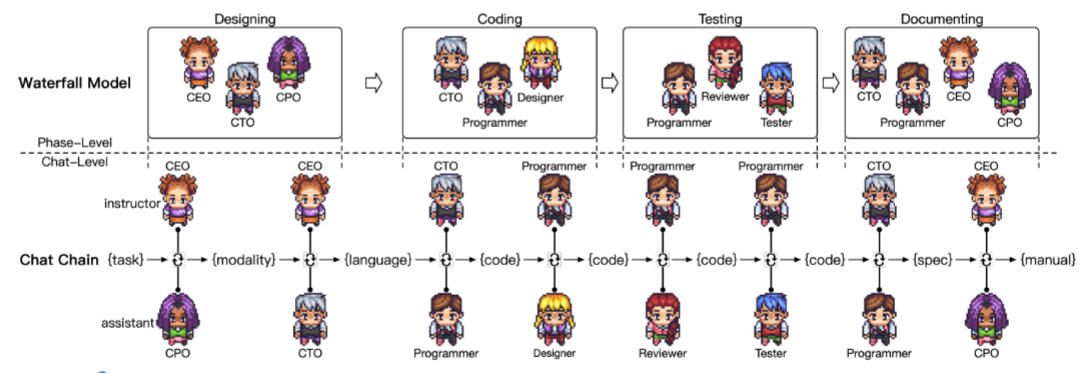 Designing Coding Testing Documenting
Waterfall Model
CEO CPO CTO
CTO Designer Programmer
Reviewer Programmer Tester
CTO CEO Programmer CPO
Phase-Level
Chat-Level
CEO CEO CTO Programmer Programmer Programmer CTO CEO
instructor
Chat Chain {task} {modality} {language} {code} {code} {code} {code} {spec} {manual}
assistant
CPO CTO Programmer Designer Reviewer Tester Programmer CPO